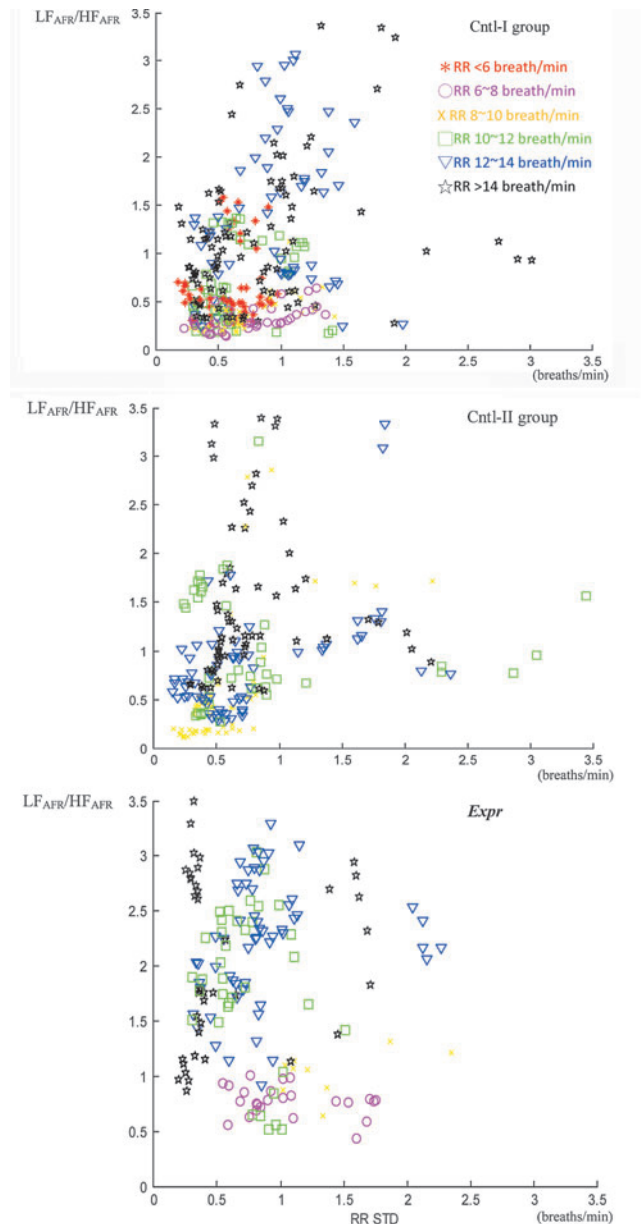 LFAFR/HFAFR
Cntl-I group
3.5
3
2.5
2
1.5
1
0.5
0
∗ RR <6 breath/min
○ RR 6~8 breath/min
x RR 8~10 breath/min
□ RR 10~12 breath/min
▽ RR 12~14 breath/min
☆ RR >14 breath/min
0 0.5 1 1.5 2 2.5 3 3.5
(breaths/min)
LFAFR/HFAFR
Cntl-II group
3.5
3
2.5
2
1.5
1
0.5
0
0 0.5 1 1.5 2 2.5 3 3.5
(breaths/min)
LFAFR/HFAFR
Expr
3.5
3
2.5
2
1.5
1
0.5
0
0 0.5 1 1.5 2 2.5 3 3.5
RR STD
(breaths/min)